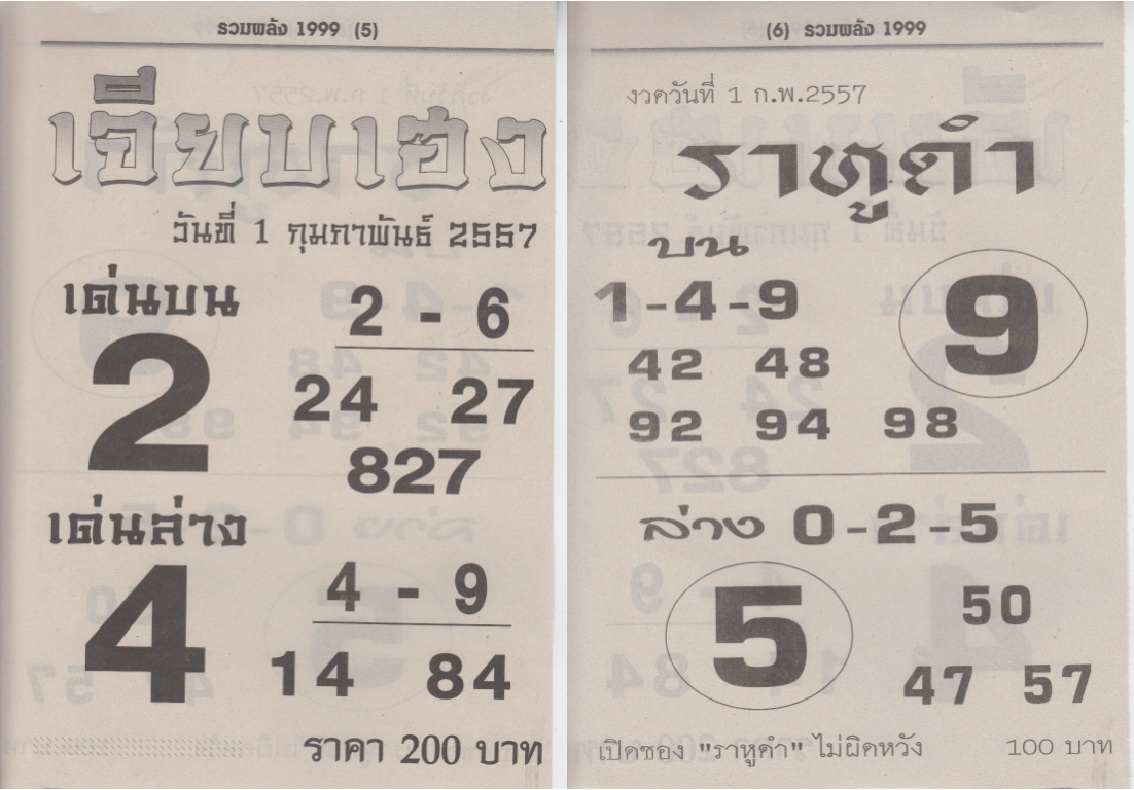 รวมพลัง 1999 (5)
เจี๊ยบเฮง
วันที่ 1 กุมภาพันธ์ 2557
เด่นบน
2
2 - 6
24 27
827
เด่นล่าง
4
4 - 9
14 84
ราคา 200 บาท
(6) รวมพลัง 1999
งวดวันที่ 1 ก.พ.2557
ราหูดำ
บน
1-4-9
9
42 48
92 94 98
ล่าง 0-2-5
5
50
47 57
เปิดซอง "ราหูดำ" ไม่ผิดหวัง 100 บาท